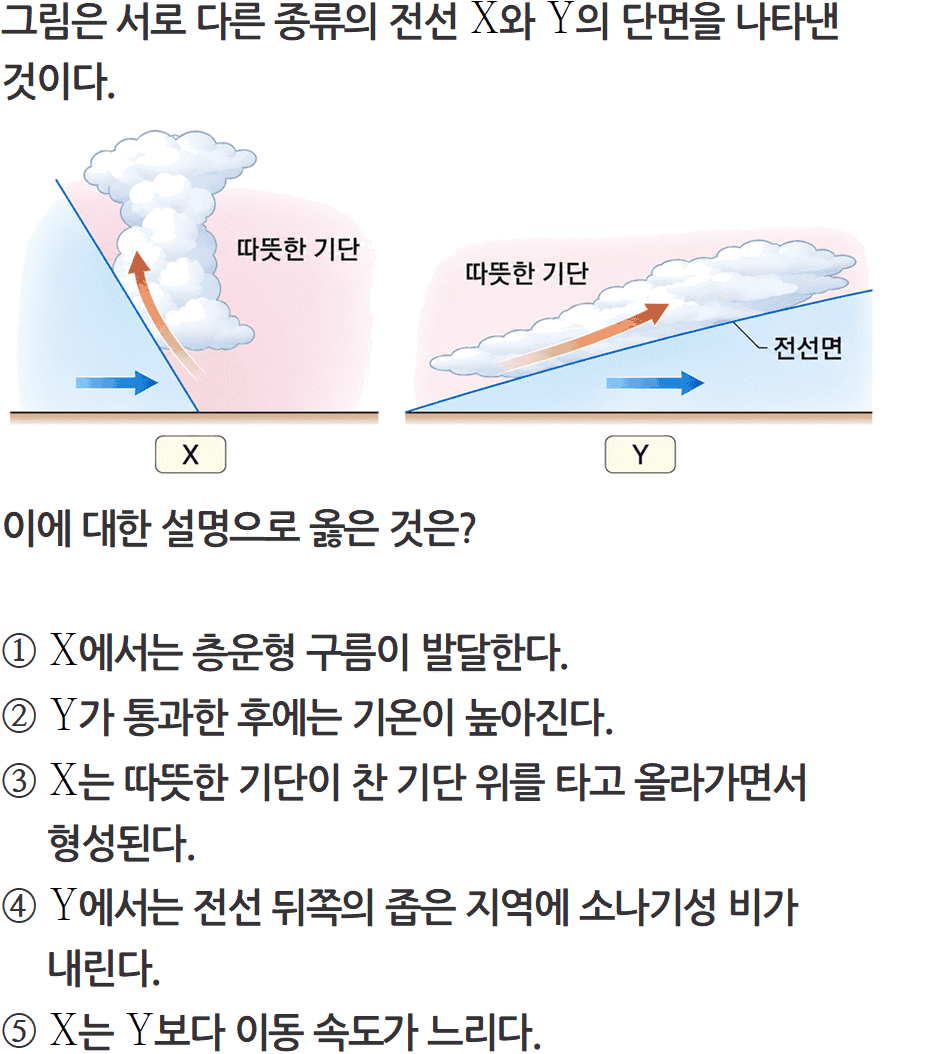 그림은 서로 다른 종류의 전선 X와 Y의 단면을 나타낸
것이다.
따뜻한 기단
따뜻한 기단
전선면
X
Y
이에 대한 설명으로 옳은 것은?
① X에서는 층운형 구름이 발달한다.
② Y가 통과한 후에는 기온이 높아진다.
③ X는 따뜻한 기단이 찬 기단 위를 타고 올라가면서
형성된다.
④ Y에서는 전선 뒤쪽의 좁은 지역에 소나기성 비가
내린다.
⑤ X는 Y보다 이동 속도가 느리다.